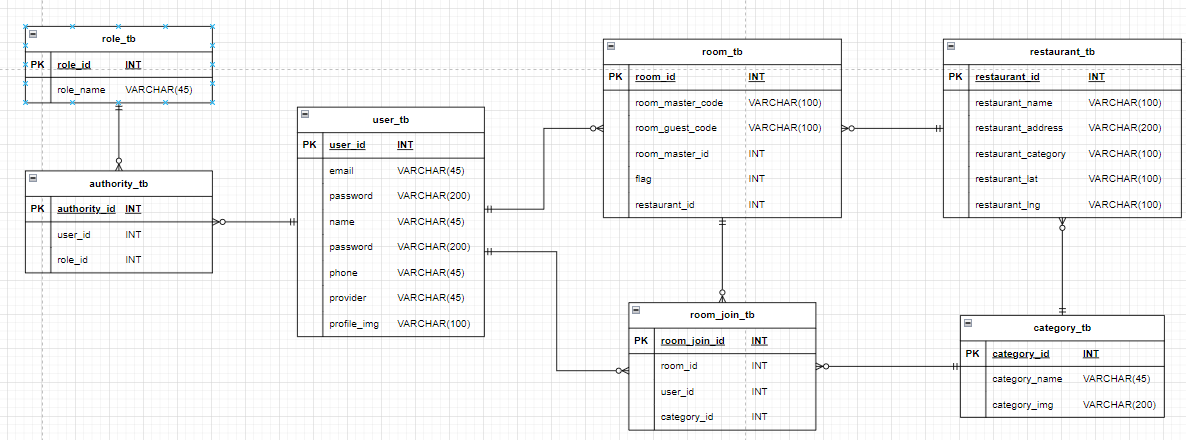 role_tb
PK role_id INT
role_name VARCHAR(45)
authority_tb
PK authority_id INT
user_id INT
role_id INT
user_tb
PK user_id INT
email VARCHAR(45)
password VARCHAR(200)
name VARCHAR(45)
password VARCHAR(200)
phone VARCHAR(45)
provider VARCHAR(45)
profile_img VARCHAR(100)
room_tb
PK room_id INT
room_master_code VARCHAR(100)
room_guest_code VARCHAR(100)
room_master_id INT
flag INT
restaurant_id INT
room_join_tb
PK room_join_id INT
room_id INT
user_id INT
category_id INT
restaurant_tb
PK restaurant_id INT
restaurant_name VARCHAR(100)
restaurant_address VARCHAR(200)
restaurant_category VARCHAR(100)
restaurant_lat VARCHAR(100)
restaurant_lng VARCHAR(100)
category_tb
PK category_id INT
category_name VARCHAR(45)
category_img VARCHAR(200)